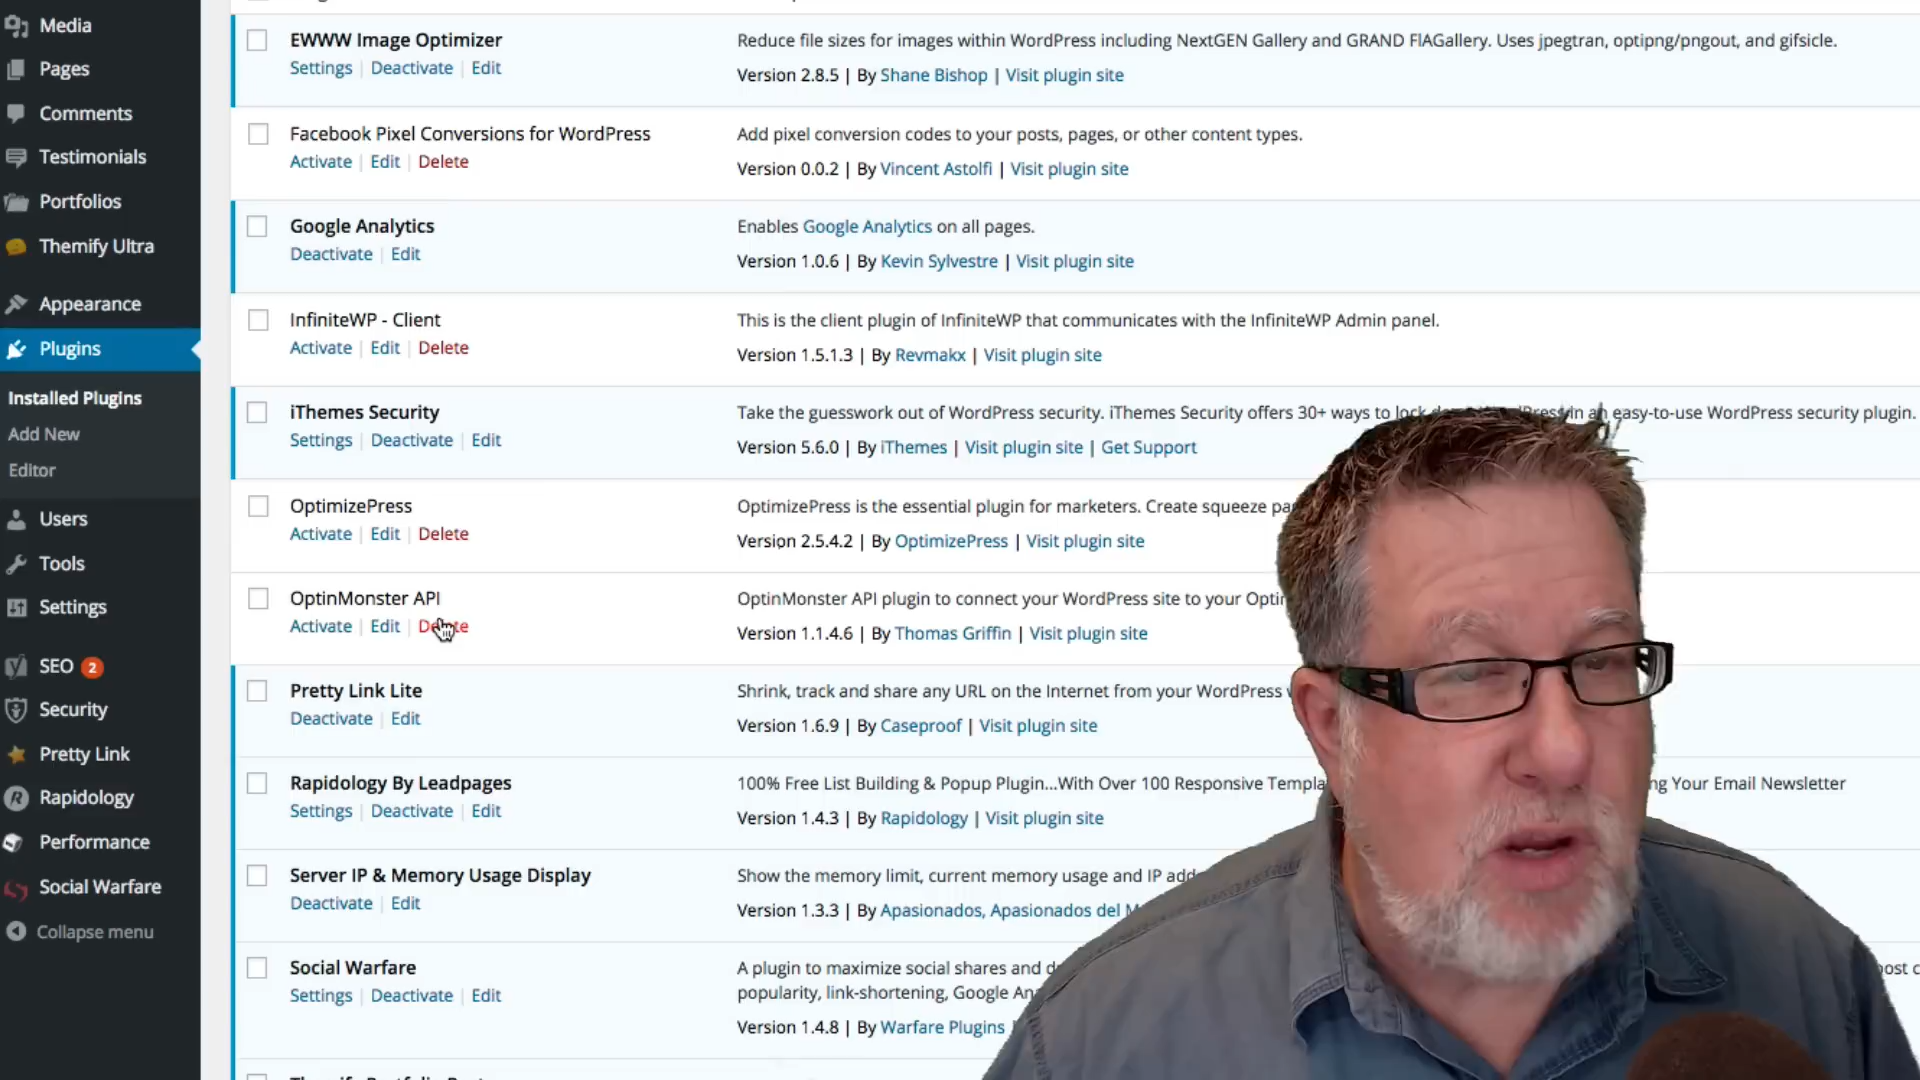 Media
Pages
Comments
Testimonials
Portfolios
Themify Ultra
Appearance
Plugins
Installed Plugins
Add New
Editor
Users
Tools
Settings
SEO 2
Security
Pretty Link
Rapidology
Performance
Social Warfare
Collapse menu
EWWW Image Optimizer
Settings | Deactivate | Edit
Reduce file sizes for images within WordPress including NextGEN Gallery and GRAND FlAGallery. Uses jpegtran, optipng/pngout, and gifsicle.
Version 2.8.5 | By Shane Bishop | Visit plugin site
Facebook Pixel Conversions for WordPress
Activate | Edit | Delete
Add pixel conversion codes to your posts, pages, or other content types.
Version 0.0.2 | By Vincent Astolfi | Visit plugin site
Google Analytics
Deactivate | Edit
Enables Google Analytics on all pages.
Version 1.0.6 | By Kevin Sylvestre | Visit plugin site
InfiniteWP - Client
Activate | Edit | Delete
This is the client plugin of InfiniteWP that communicates with the InfiniteWP Admin panel.
Version 1.5.1.3 | By Revmakx | Visit plugin site
iThemes Security
Settings | Deactivate | Edit
Take the guesswork out of WordPress security. iThemes Security offers 30+ ways to lock in an easy-to-use WordPress security plugin.
Version 5.6.0 | By iThemes | Visit plugin site | Get Support
OptimizePress
Activate | Edit | Delete
OptimizePress is the essential plugin for marketers. Create squeeze
Version 2.5.4.2 | By OptimizePress | Visit plugin site
OptinMonster API
Activate | Edit | Delete
OptinMonster API plugin to connect your WordPress site to your
Version 1.1.4.6 | By Thomas Griffin | Visit plugin site
Pretty Link Lite
Deactivate | Edit
Shrink, track and share any URL on the Internet from your WordPress
Version 1.6.9 | By Caseproof | Visit plugin site
Rapidology By Leadpages
Settings | Deactivate | Edit
100% Free List Building & Popup Plugin...With Over 100 Responsive Your Email Newsletter
Version 1.4.3 | By Rapidology | Visit plugin site
Server IP & Memory Usage Display
Deactivate | Edit
Show the memory limit, current memory usage and IP
Version 1.3.3 | By Apasionados, Apasionados del
Social Warfare
Settings | Deactivate | Edit
A plugin to maximize social shares and
popularity, link-shortening, Google
Version 1.4.8 | By Warfare Plugins